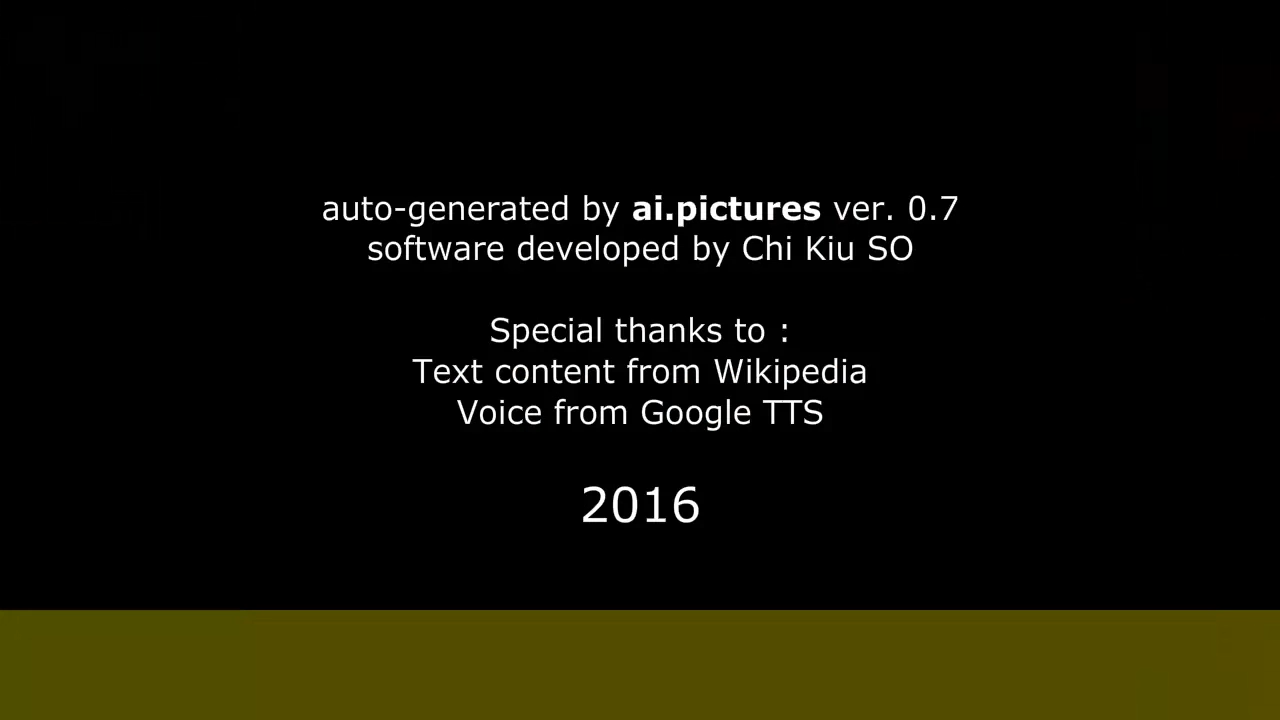 auto-generated by ai.pictures ver. 0.7
software developed by Chi Kiu SO
Special thanks to :
Text content from Wikipedia
Voice from Google TTS
2016